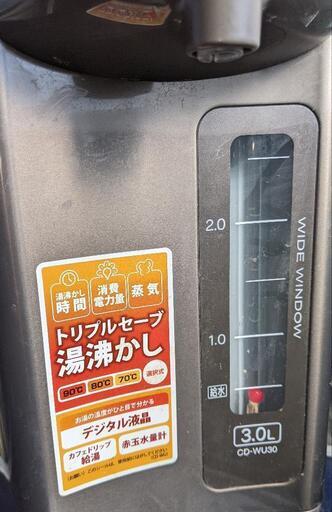 湯沸かし
時間
消費
電力量
蒸気
トリプルセーブ
湯沸かし
90℃ 80℃ 70℃ 選択式
お湯の温度がひと目で分かる
デジタル液晶
カフェドリップ
給湯
赤玉水量計
2.0
1.0
給水
WIDE WINDOW
3.0L
CD-WU30